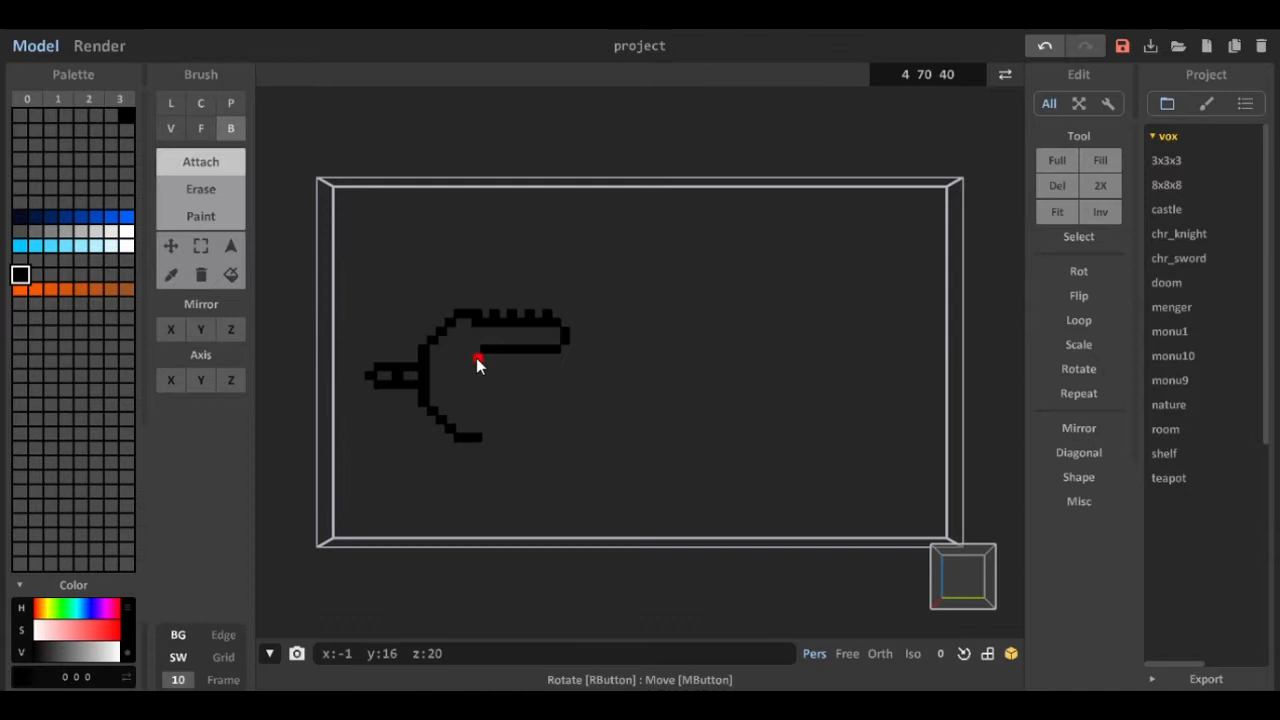 Model Render
project
Palette
0 1 2 3
Color
H
S
V
0 0 0
Brush
L C P
V F B
Attach
Erase
Paint
Mirror
X Y Z
Axis
X Y Z
BG Edge
SW Grid
10 Frame
4 70 40
x:-1 y:16 z:20
Pers Free Orth Iso 0
Rotate [RButton] : Move [MButton]
Edit
All
Tool
Full Fill
Del 2X
Fit Inv
Select
Rot
Flip
Loop
Scale
Rotate
Repeat
Mirror
Diagonal
Shape
Misc
Project
vox
3x3x3
8x8x8
castle
chr_knight
chr_sword
doom
menger
monu1
monu10
monu9
nature
room
shelf
teapot
Export